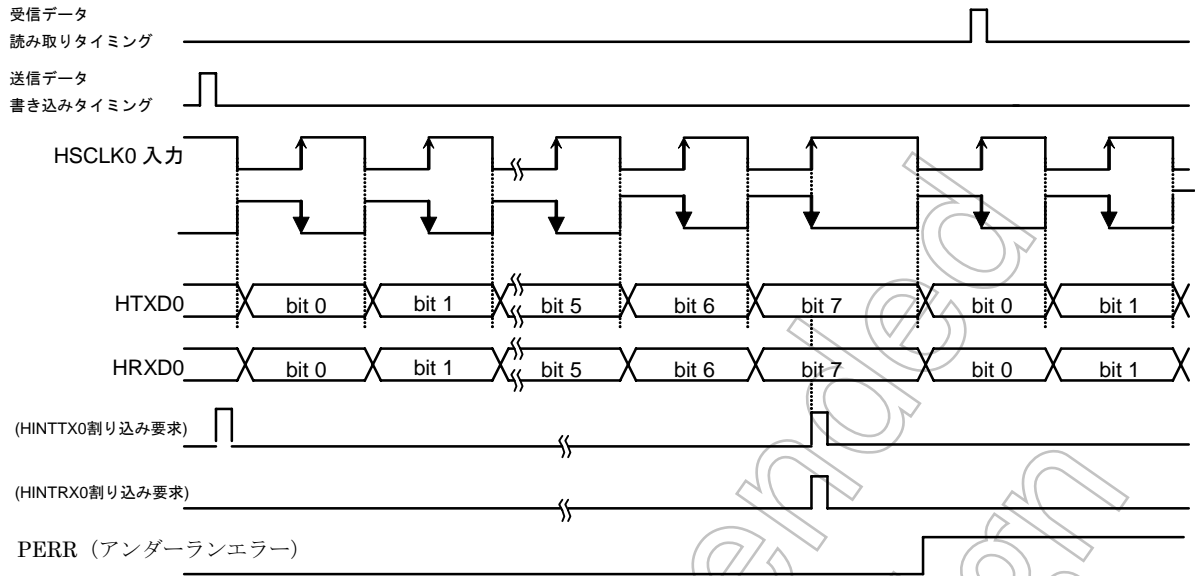 受信データ
読み取りタイミング
送信データ
書き込みタイミング
HSCLK0 入力
HTXD0 bit 0 bit 1 bit 5 bit 6 bit 7 bit 0 bit 1
HRXD0 bit 0 bit 1 bit 5 bit 6 bit 7 bit 0 bit 1
(HINTTX0割り込み要求)
(HINTRX0割り込み要求)
PERR（アンダーランエラー）